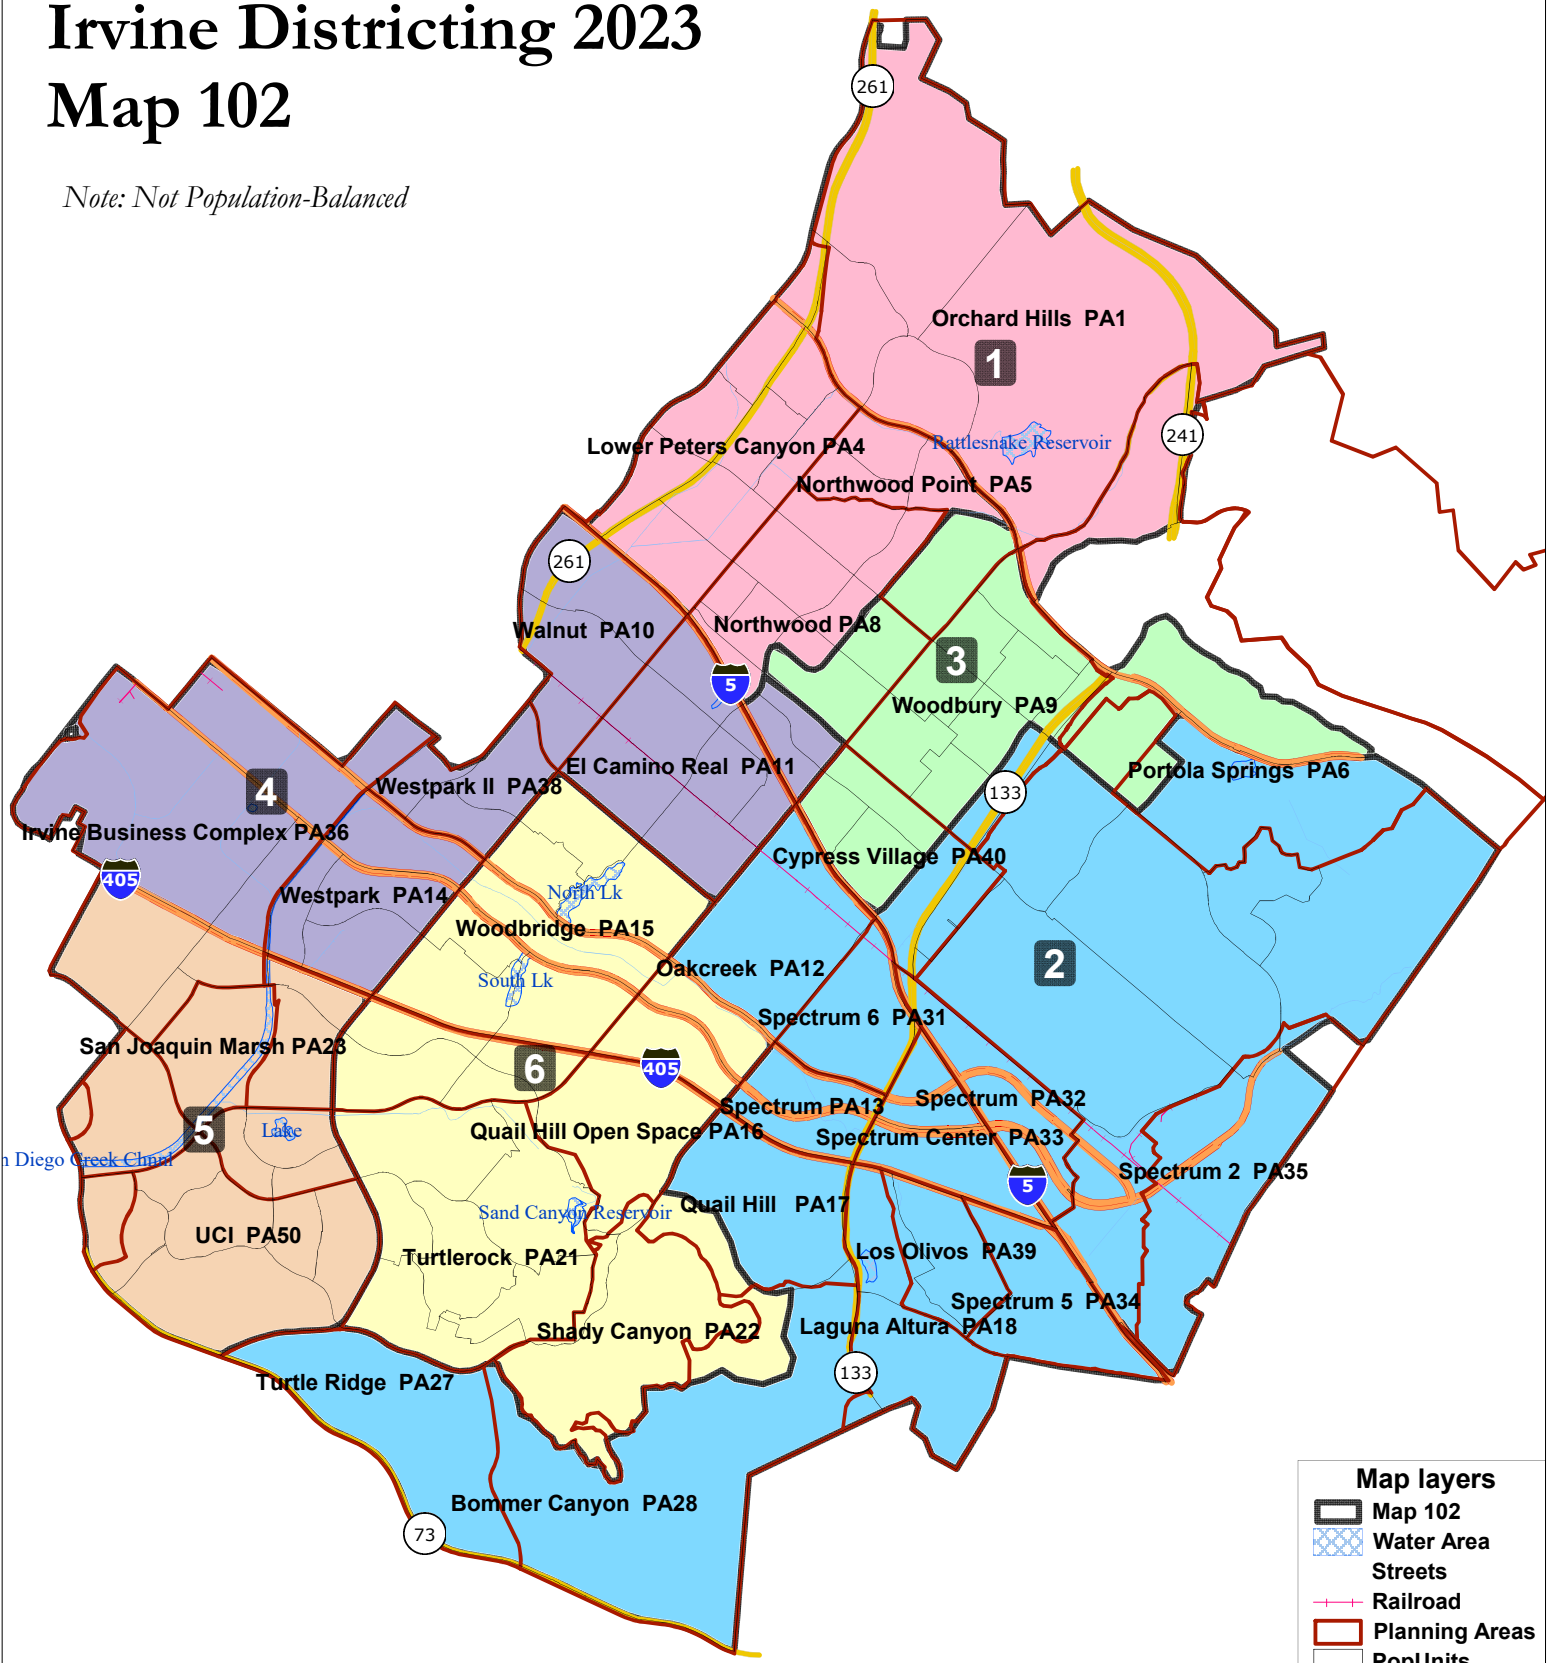 Irvine Districting 2023
Map 102
Note: Not Population-Balanced
261
Orchard Hills PA1
1
241
Rattlesnake Reservoir
Lower Peters Canyon PA4
Northwood Point PA5
261
Walnut PA10
Northwood PA8
3
5
Woodbury PA9
El Camino Real PA11
Portola Springs PA6
Westpark II PA38
4
133
Irvine Business Complex PA36
Cypress Village PA40
405
Westpark PA14
North Lk
Woodbridge PA15
2
Oakcreek PA12
South Lk
Spectrum 6 PA31
San Joaquin Marsh PA23
6
405
Spectrum PA13
Spectrum PA32
5
Lake
Quail Hill Open Space PA16
Spectrum Center PA33
n Diego Creek Chnnl
Spectrum 2 PA35
5
Quail Hill PA17
Sand Canyon Reservoir
UCI PA50
Turtlerock PA21
Los Olivos PA39
Spectrum 5 PA34
Shady Canyon PA22
Laguna Altura PA18
133
Turtle Ridge PA27
Bommer Canyon PA28
73
Map layers
Map 102
Water Area
Streets
Railroad
Planning Areas
PopUnits